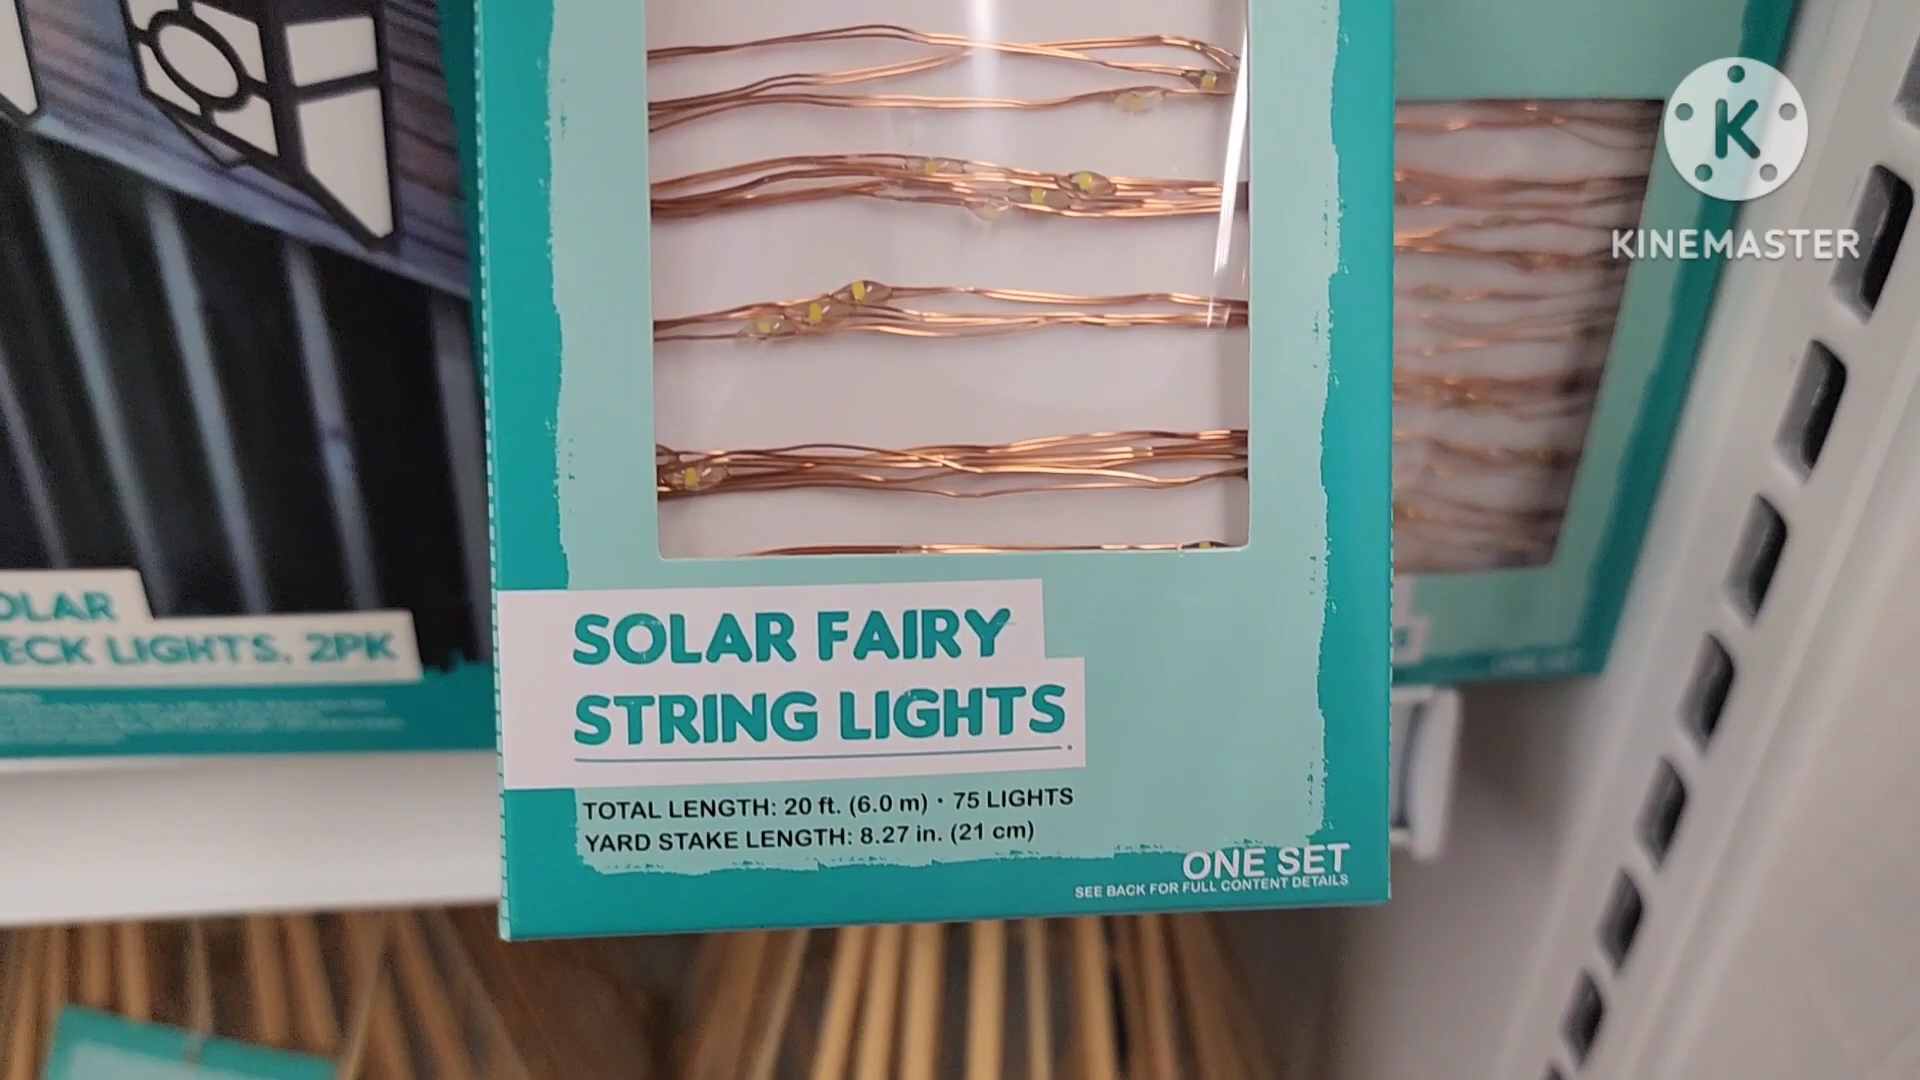 K
KINEMASTER
OLAR
ECK LIGHTS, 2PK
SOLAR FAIRY
STRING LIGHTS
TOTAL LENGTH: 20 ft. (6.0 m) • 75 LIGHTS
YARD STAKE LENGTH: 8.27 in. (21 cm)
ONE SET
SEE BACK FOR FULL CONTENT DETAILS